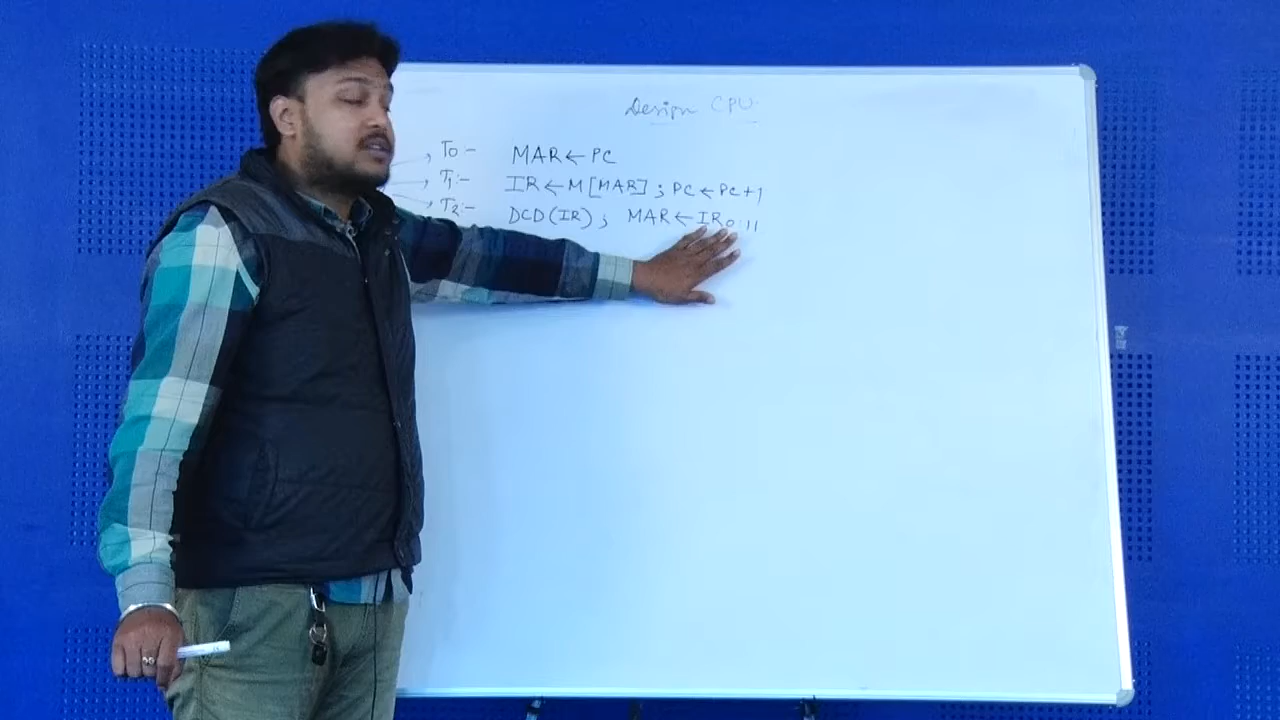 Design CPU
T0:- MAR←PC
T1:- IR←M[MAR] ; PC←PC+1
T2:- DCD(IR) ; MAR←IR0..11